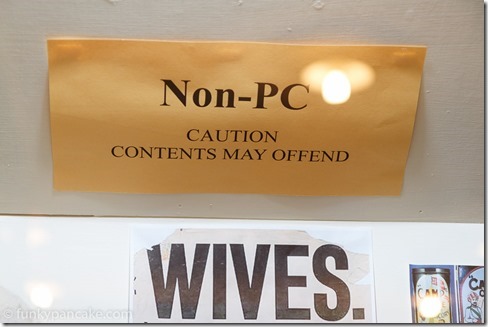 Non-PC
CAUTION
CONTENTS MAY OFFEND
WIVES.
© funkypancake.com